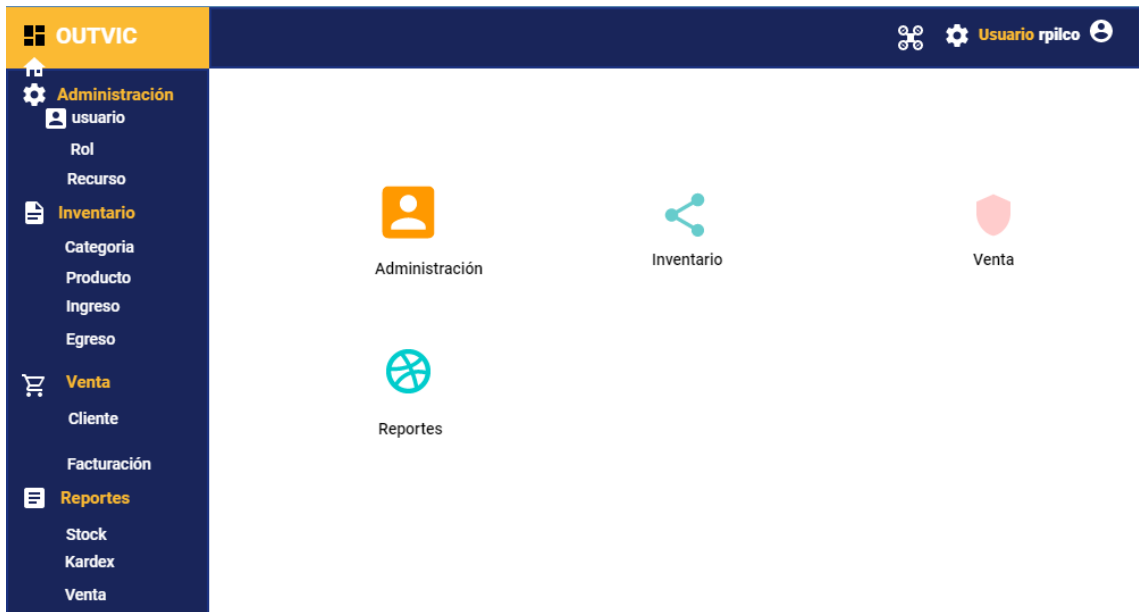 OUTVIC
Usuario rpilco
Administración
usuario
Rol
Recurso
Inventario
Categoria
Producto
Ingreso
Egreso
Venta
Cliente
Facturación
Reportes
Stock
Kardex
Venta
Administración
Inventario
Venta
Reportes